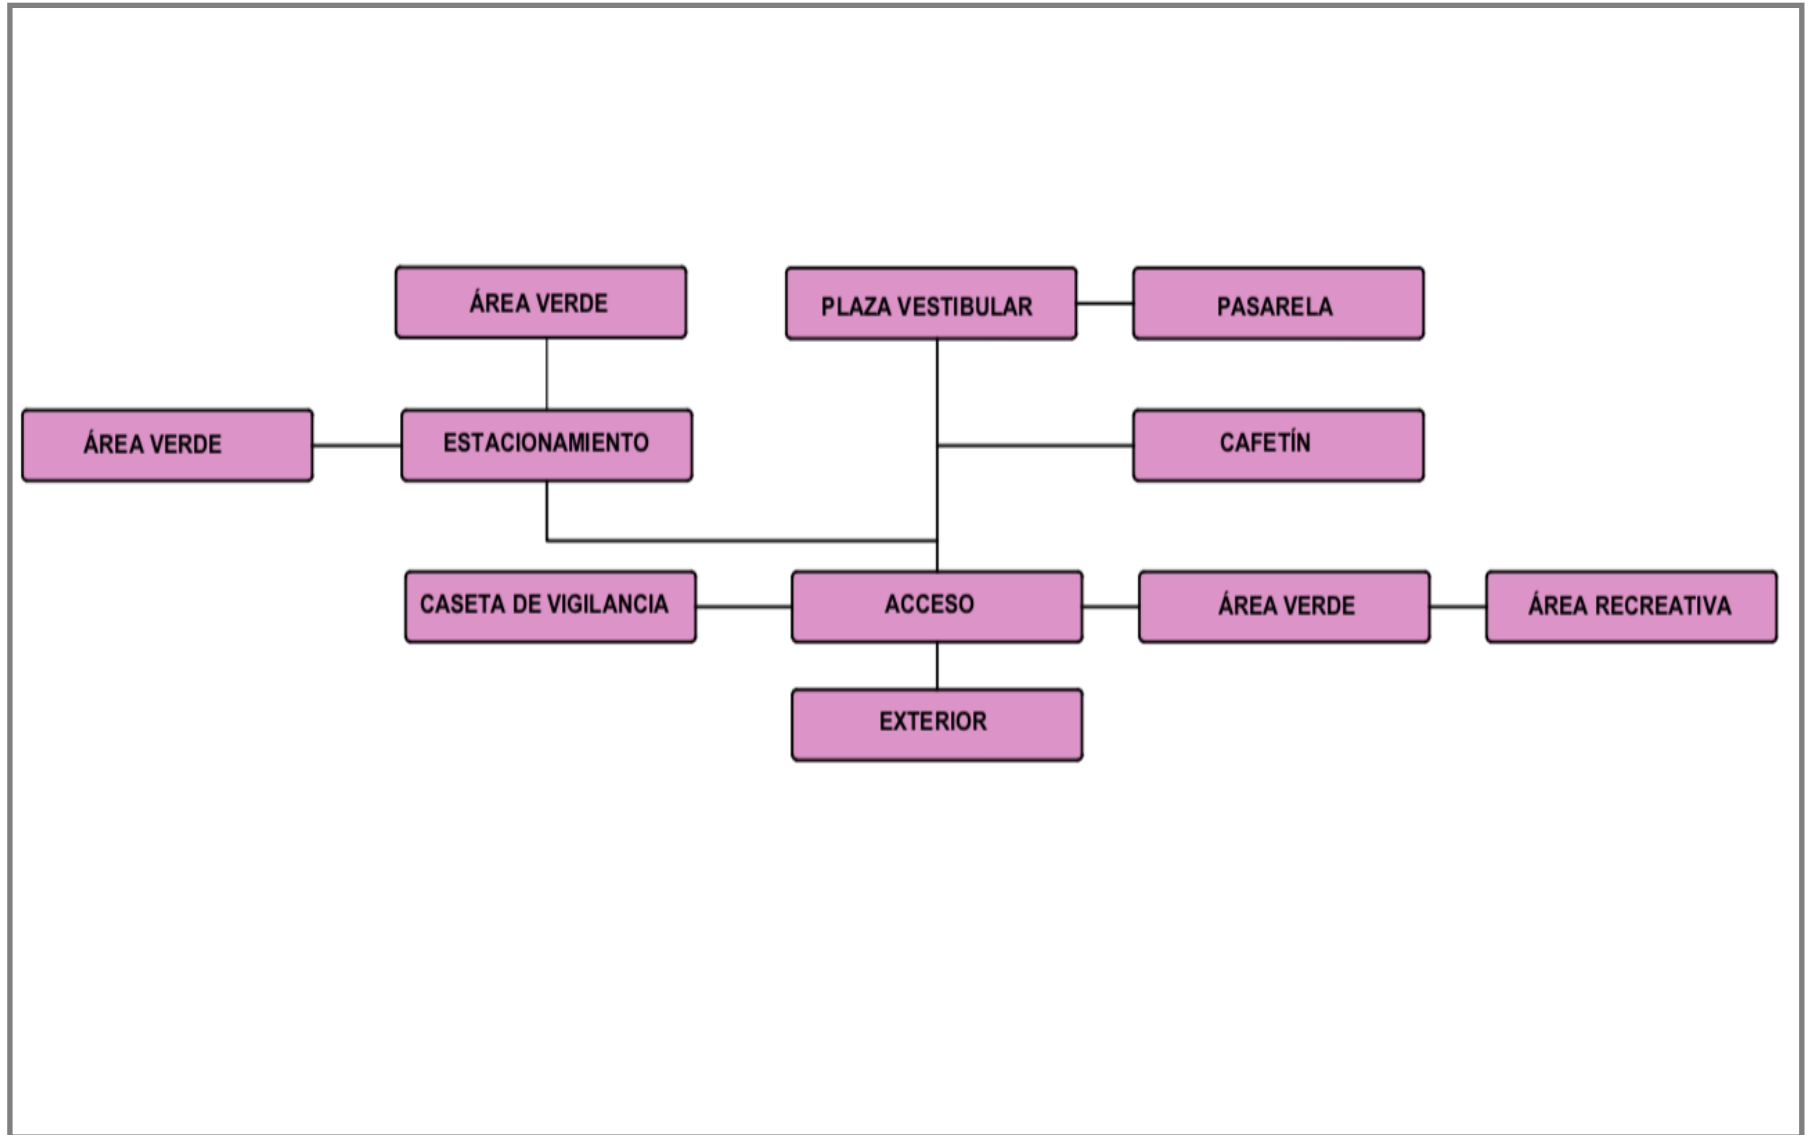 ÁREA VERDE
PLAZA VESTIBULAR
PASARELA
ÁREA VERDE
ESTACIONAMIENTO
CAFETÍN
CASETA DE VIGILANCIA
ACCESO
ÁREA VERDE
ÁREA RECREATIVA
EXTERIOR